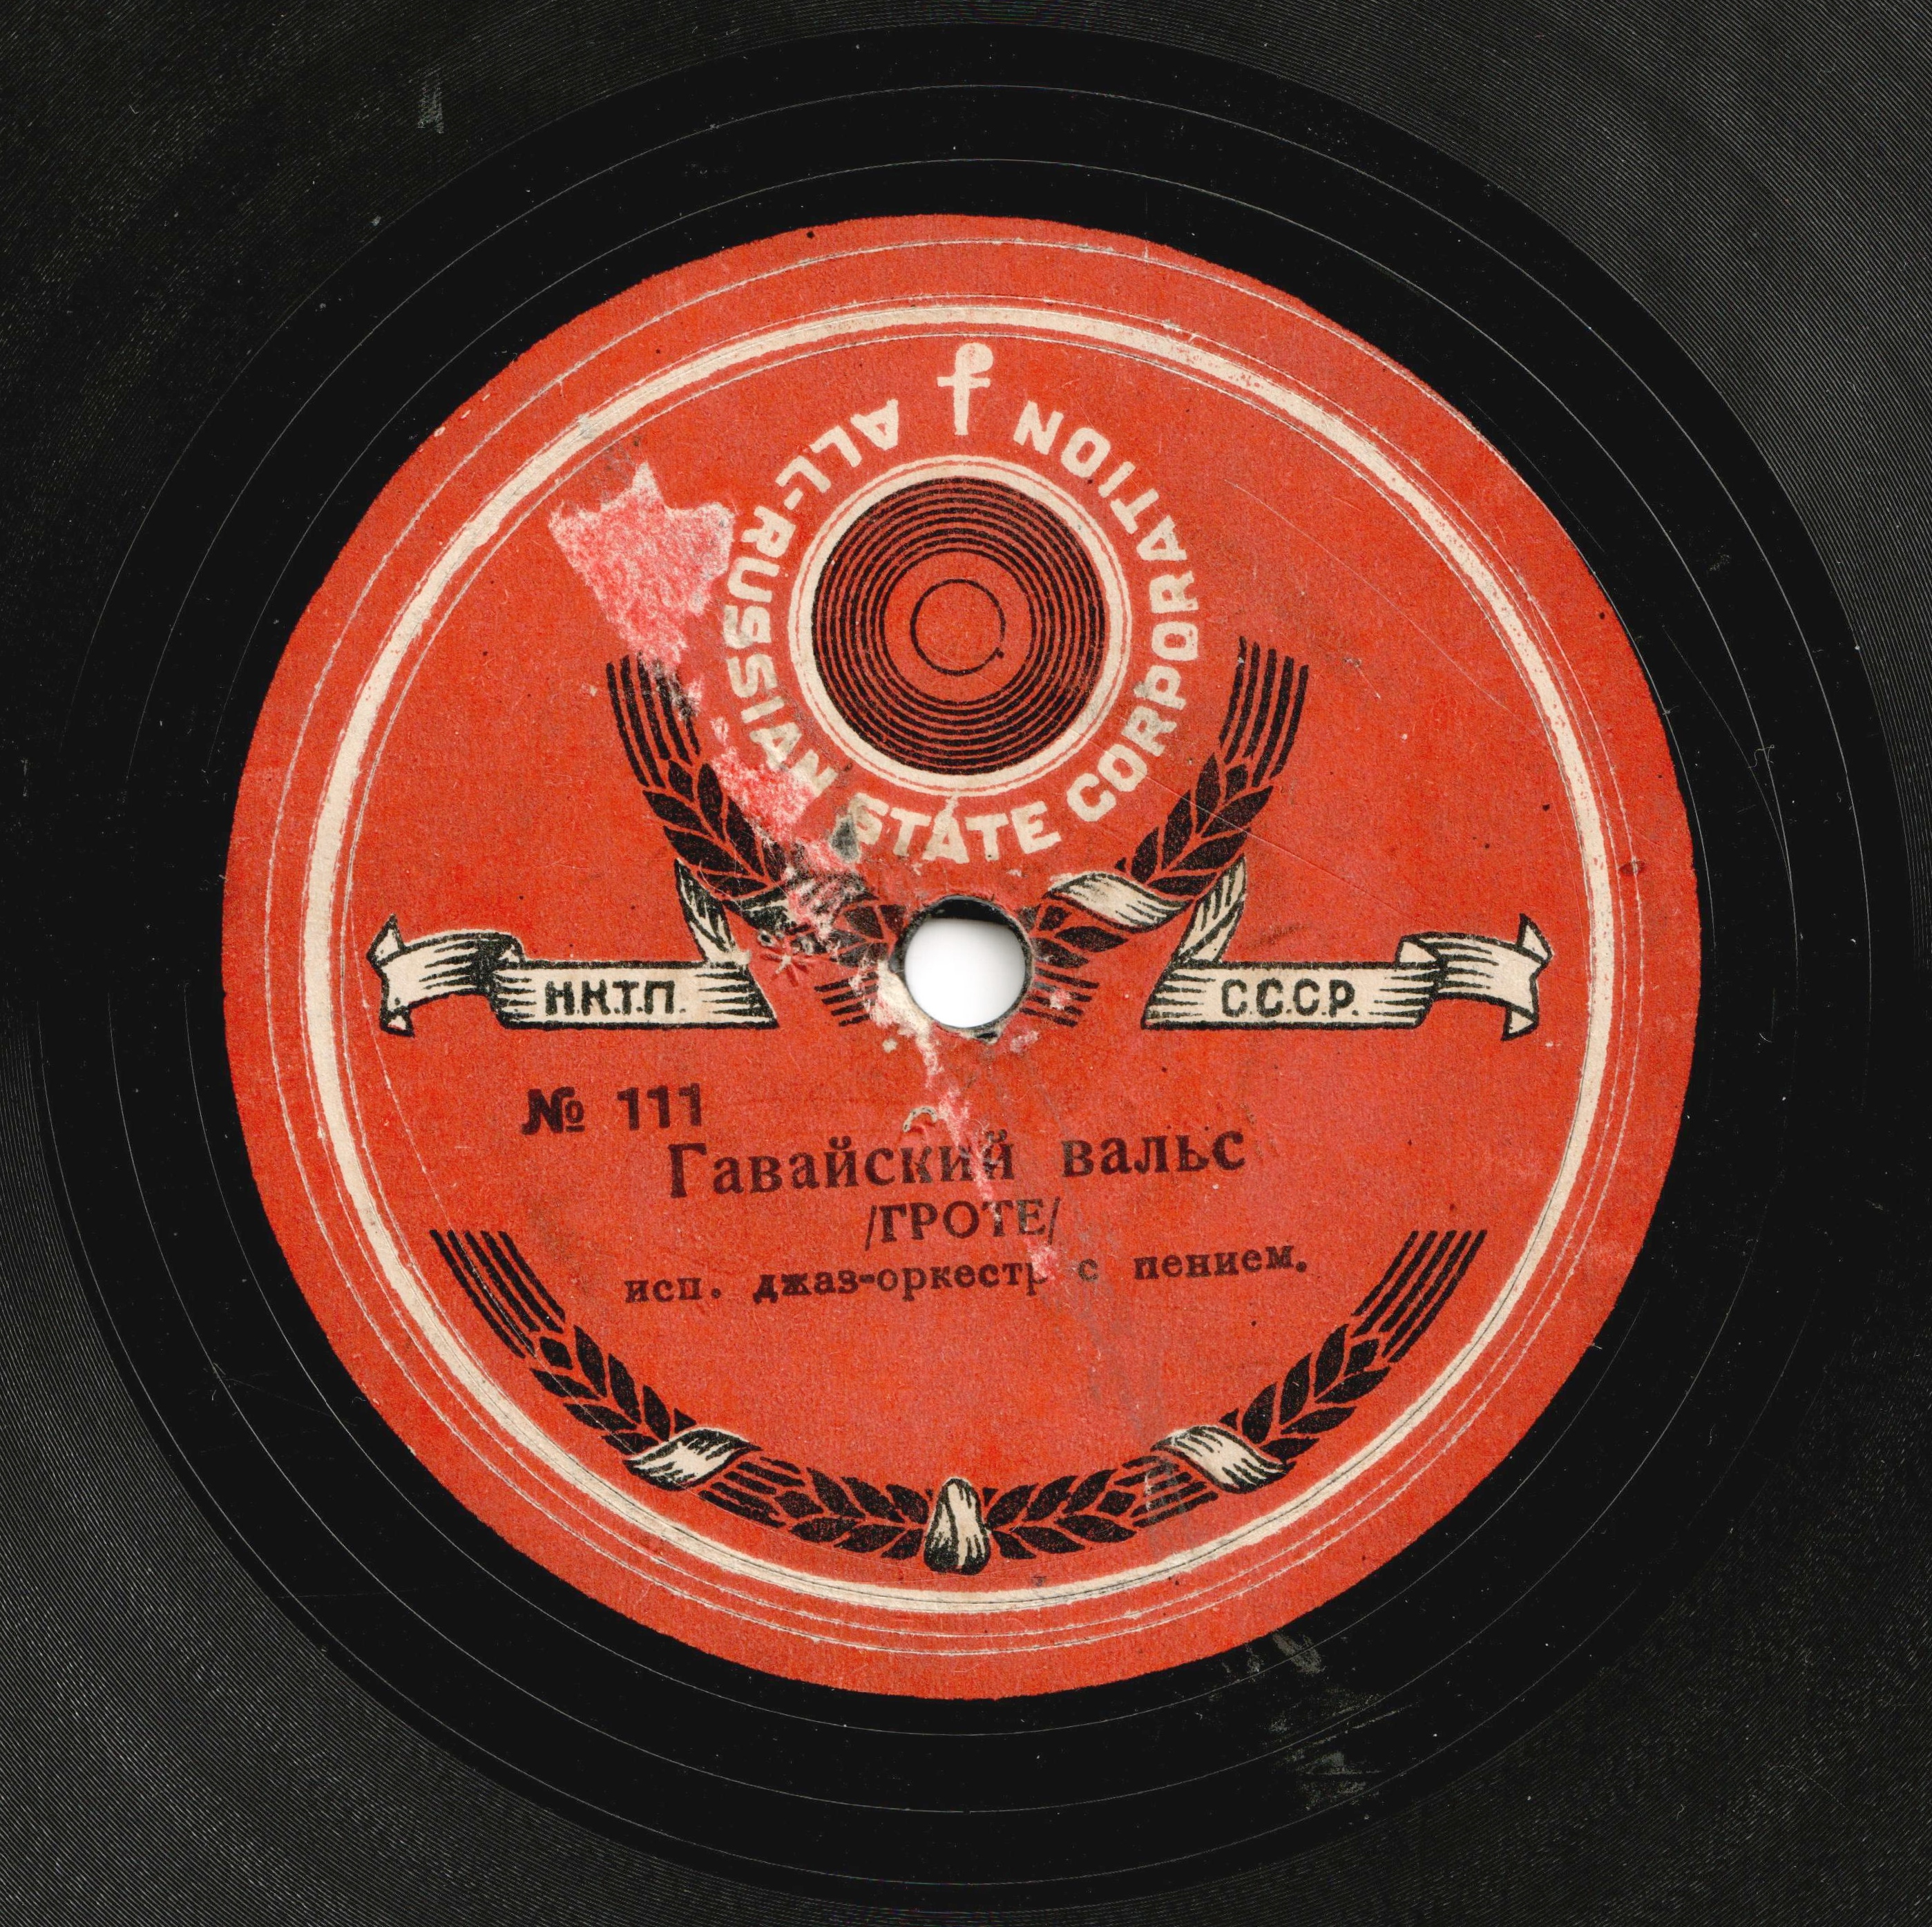 ALL-RUSSIAN STATE CORPORATION
Н.К.Т.П.
С.С.С.Р.
№ 111
Гавайский вальс
/ГРОТЕ/
исп. джаз-оркестр с пением.